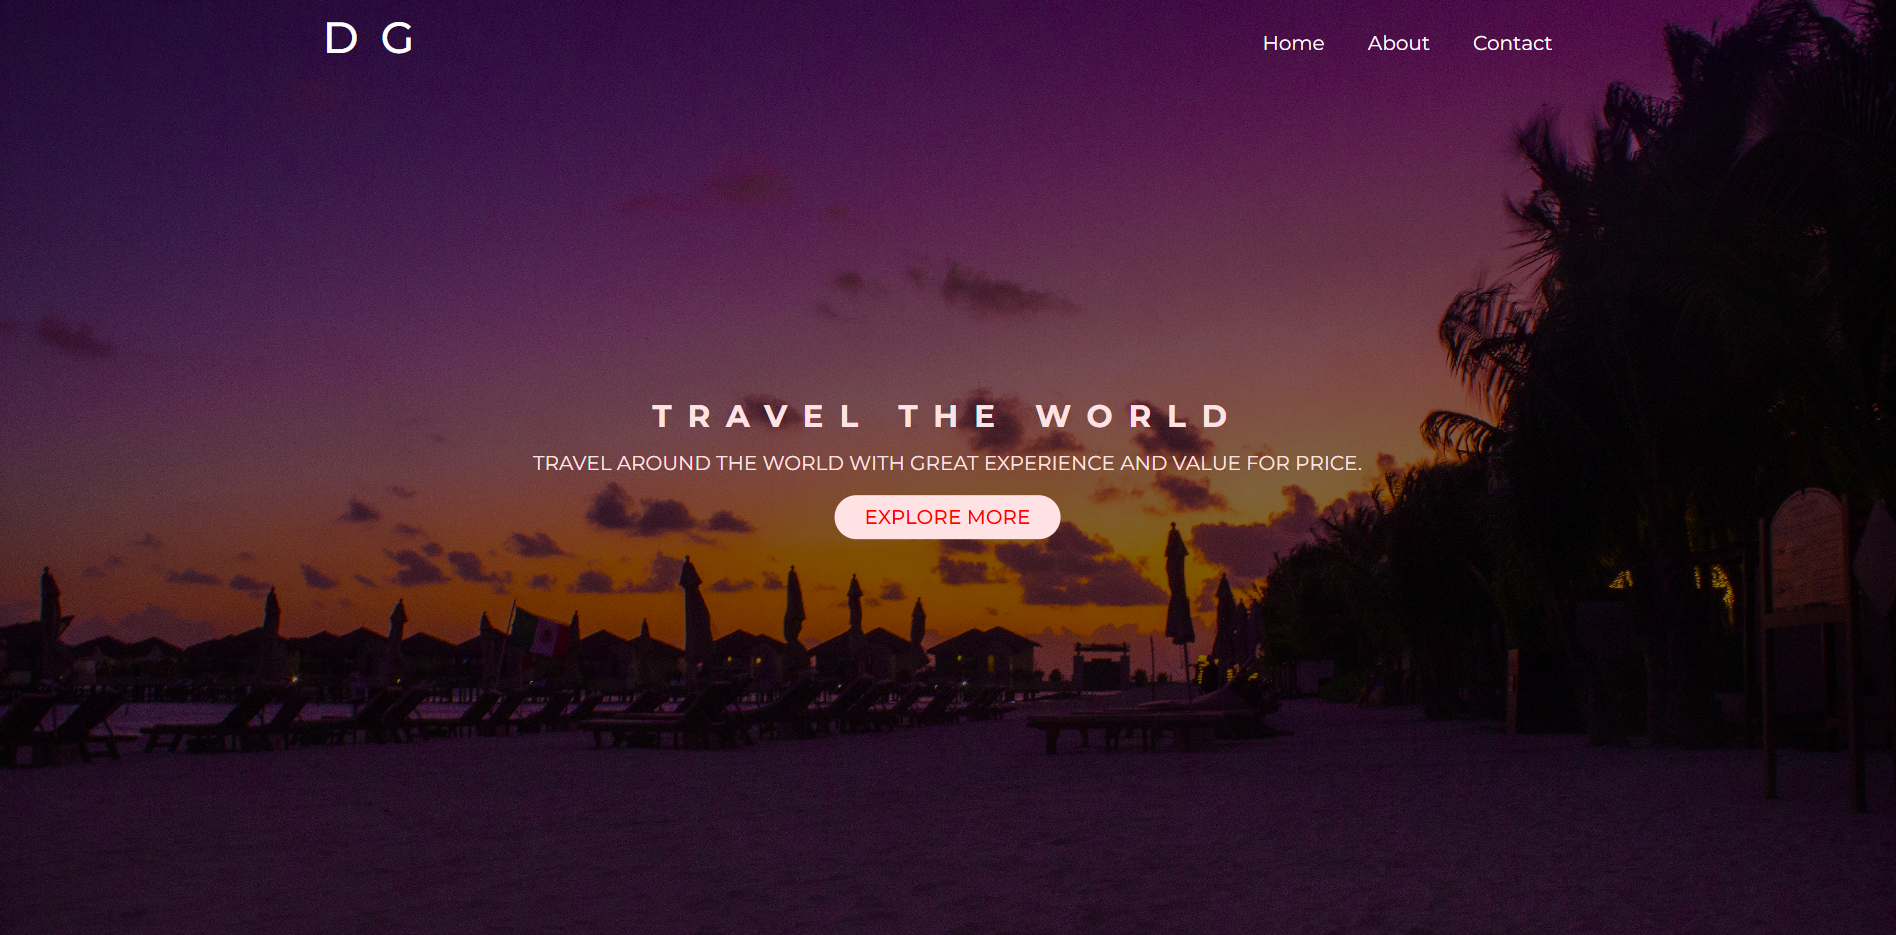 D G
Home About Contact
TRAVEL THE WORLD
TRAVEL AROUND THE WORLD WITH GREAT EXPERIENCE AND VALUE FOR PRICE.
EXPLORE MORE